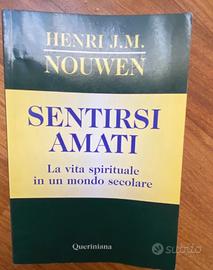 HENRI J.M.
NOUWEN
SENTIRSI
AMATI
La vita spirituale
in un mondo secolare
Queriniana
subito